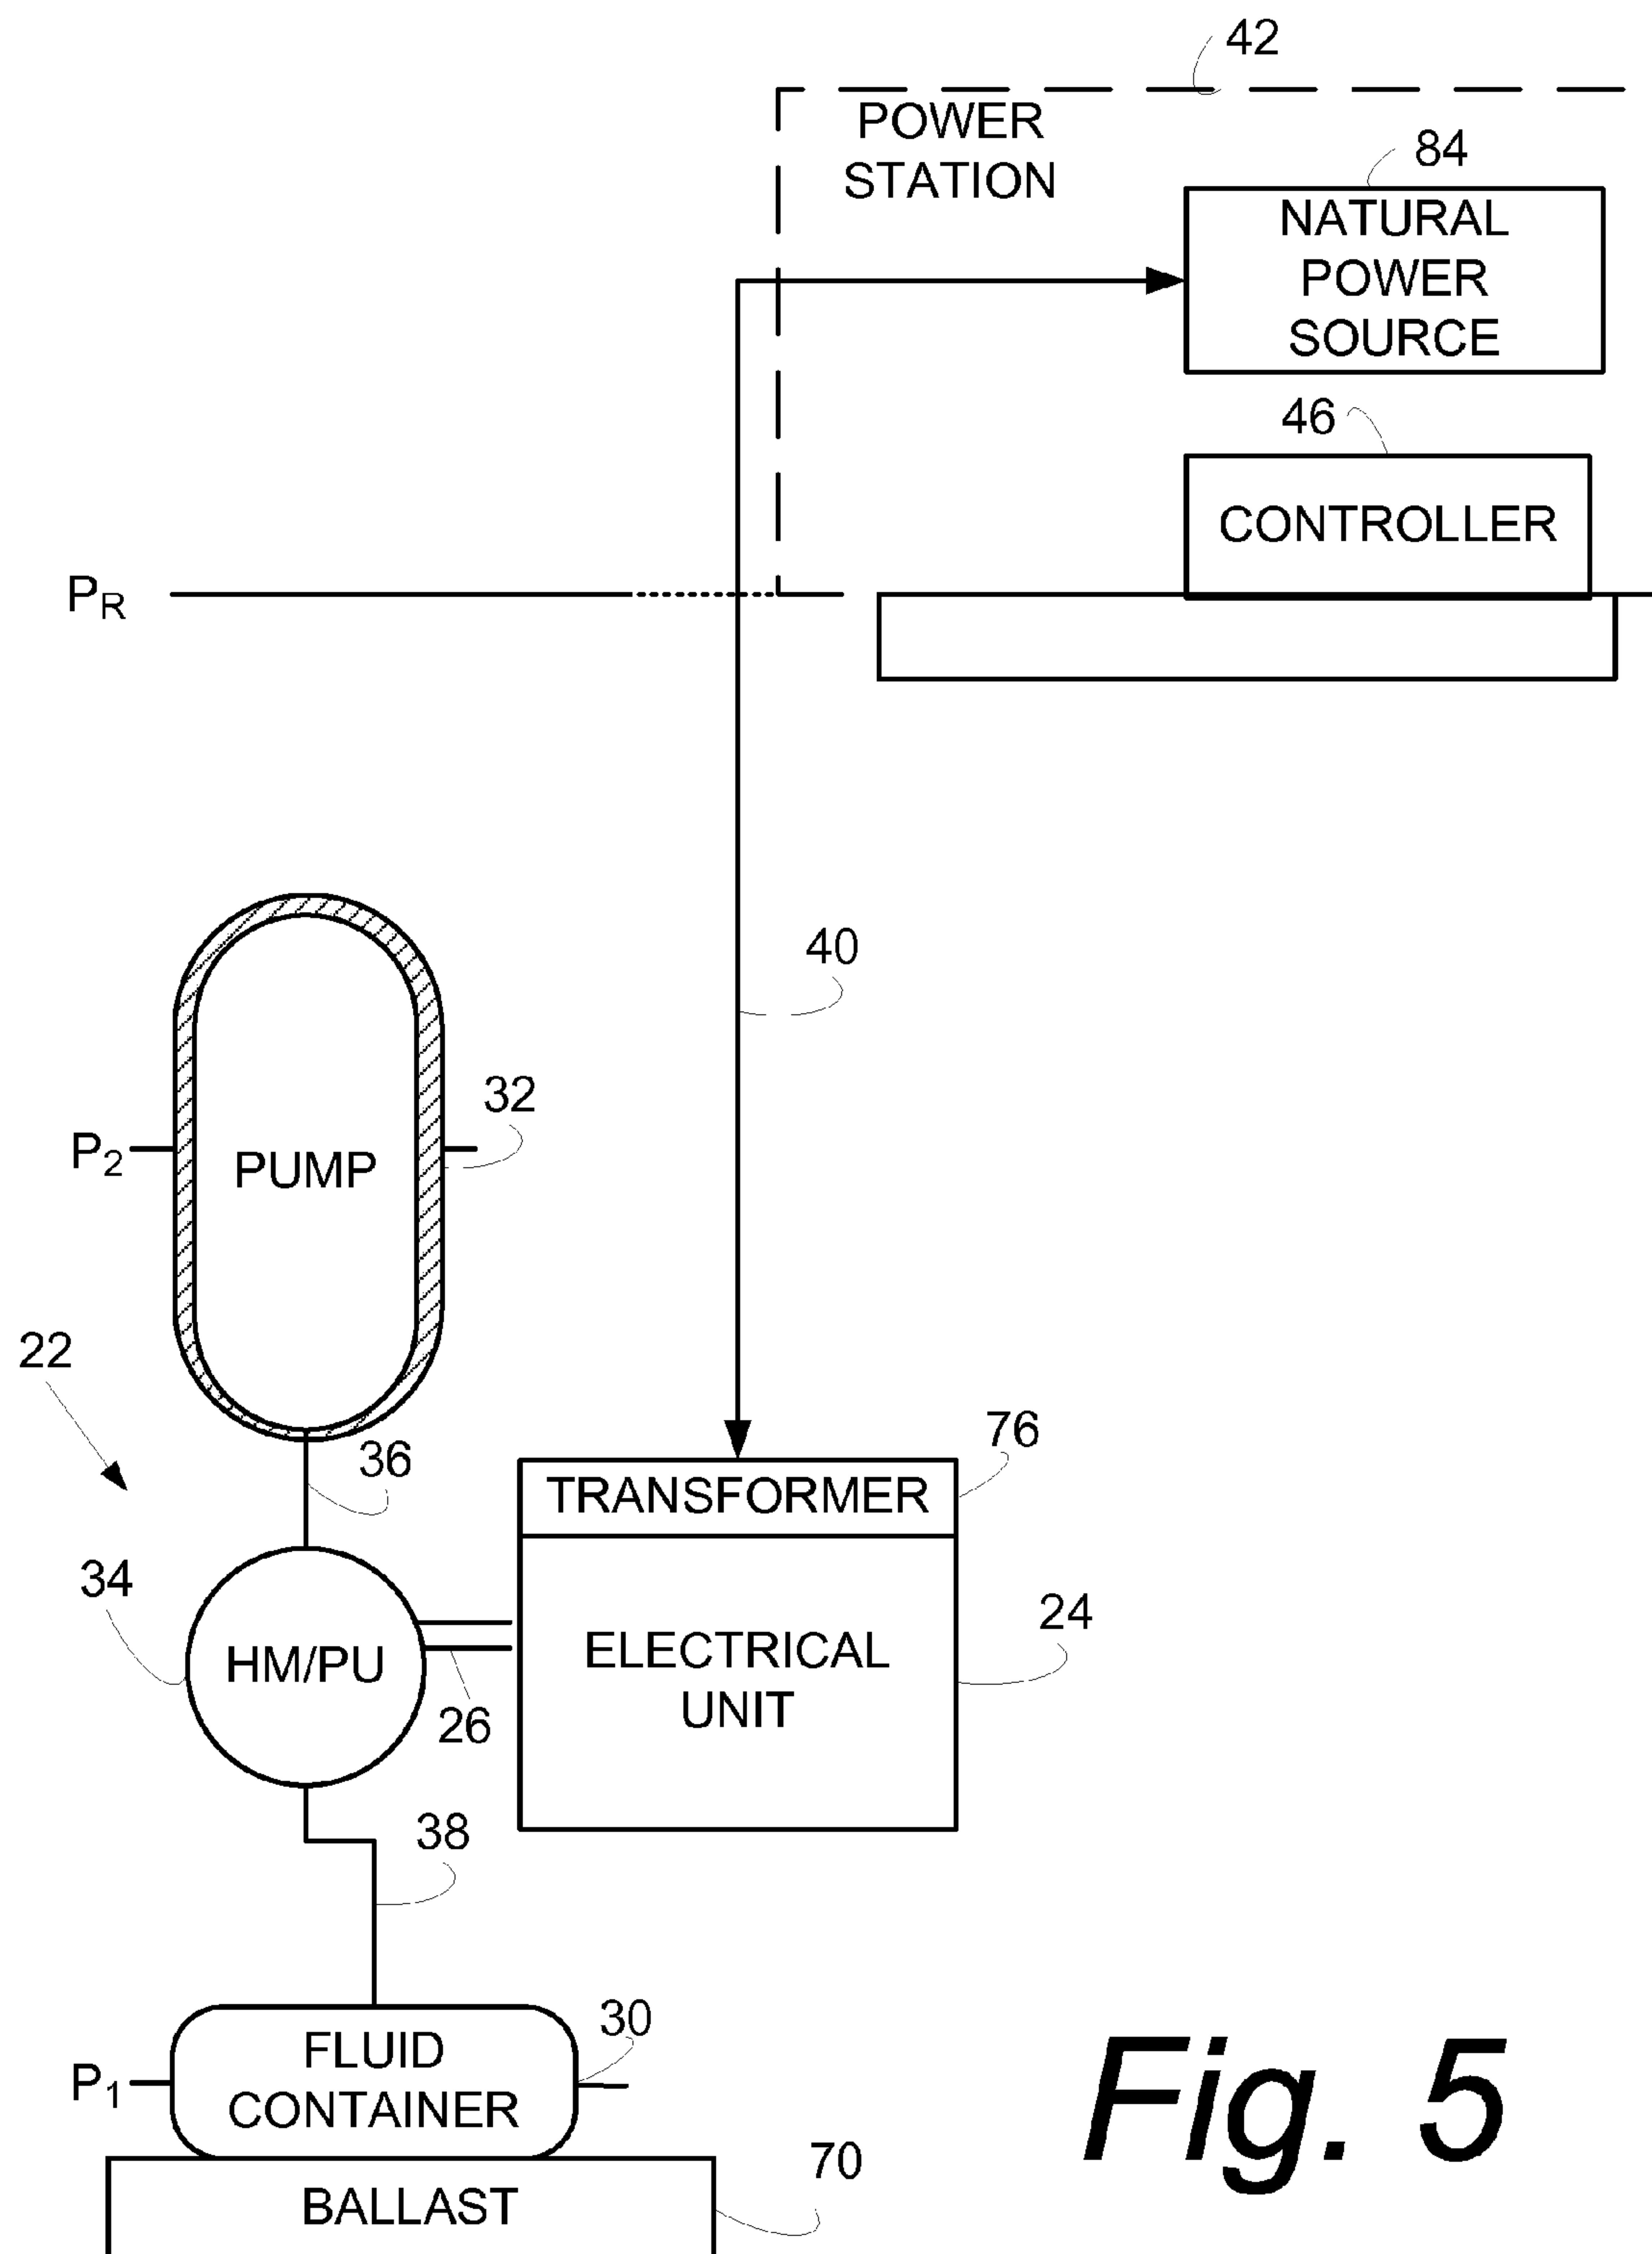 42
POWER
STATION
84
NATURAL
POWER
SOURCE
46
CONTROLLER
PR
40
32
P2
PUMP
22
36
76
TRANSFORMER
34
HM/PU
26
ELECTRICAL
UNIT
24
38
30
FLUID
CONTAINER
P1
70
BALLAST
Fig. 5